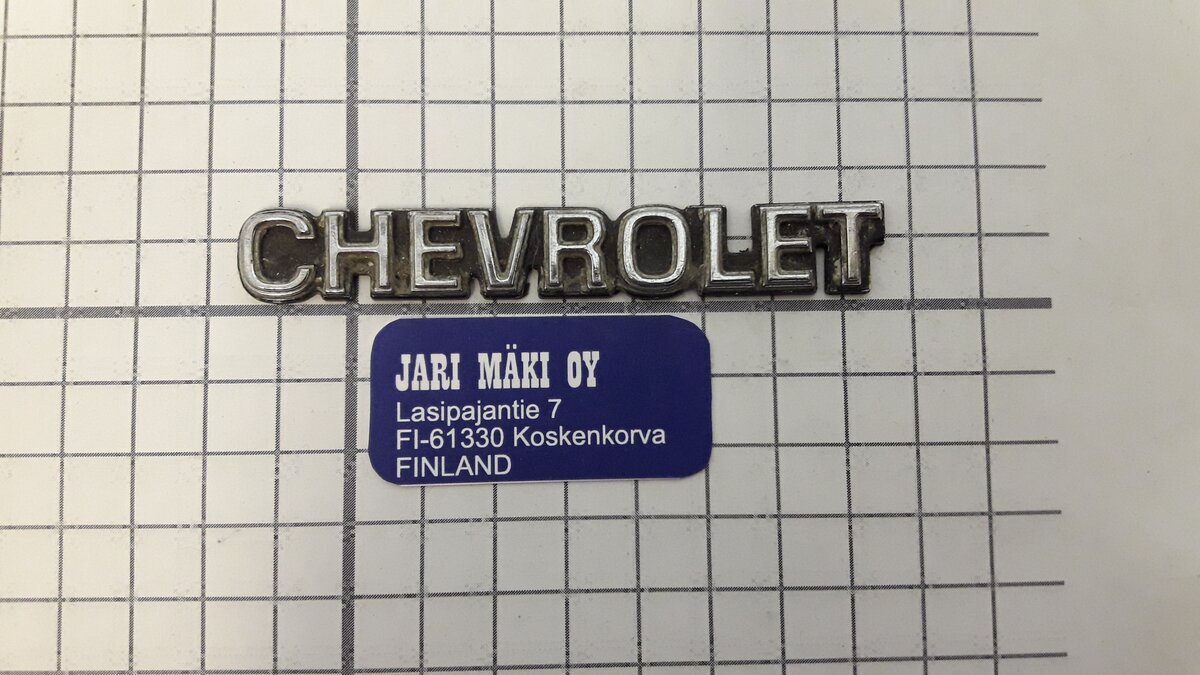 CHEVROLET
JARI MÄKI OY
Lasipajantie 7
FI-61330 Koskenkorva
FINLAND